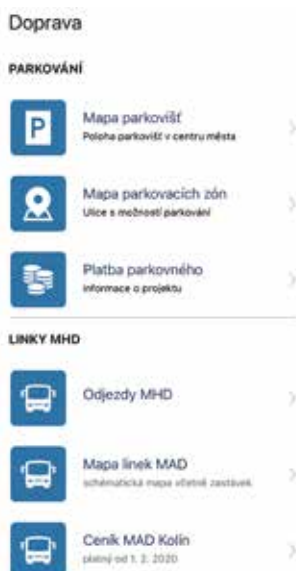 Doprava
PARKOVÁNÍ
P
Mapa parkovišť
Poloha parkovišť v centru města
Mapa parkovacích zón
Ulice s možností parkování
Platba parkovného
informace o projektu
LINKY MHD
Odjezdy MHD
Mapa linek MAD
schématická mapa včetně zastávek
Ceník MAD Kolín
platný od 1. 2. 2020